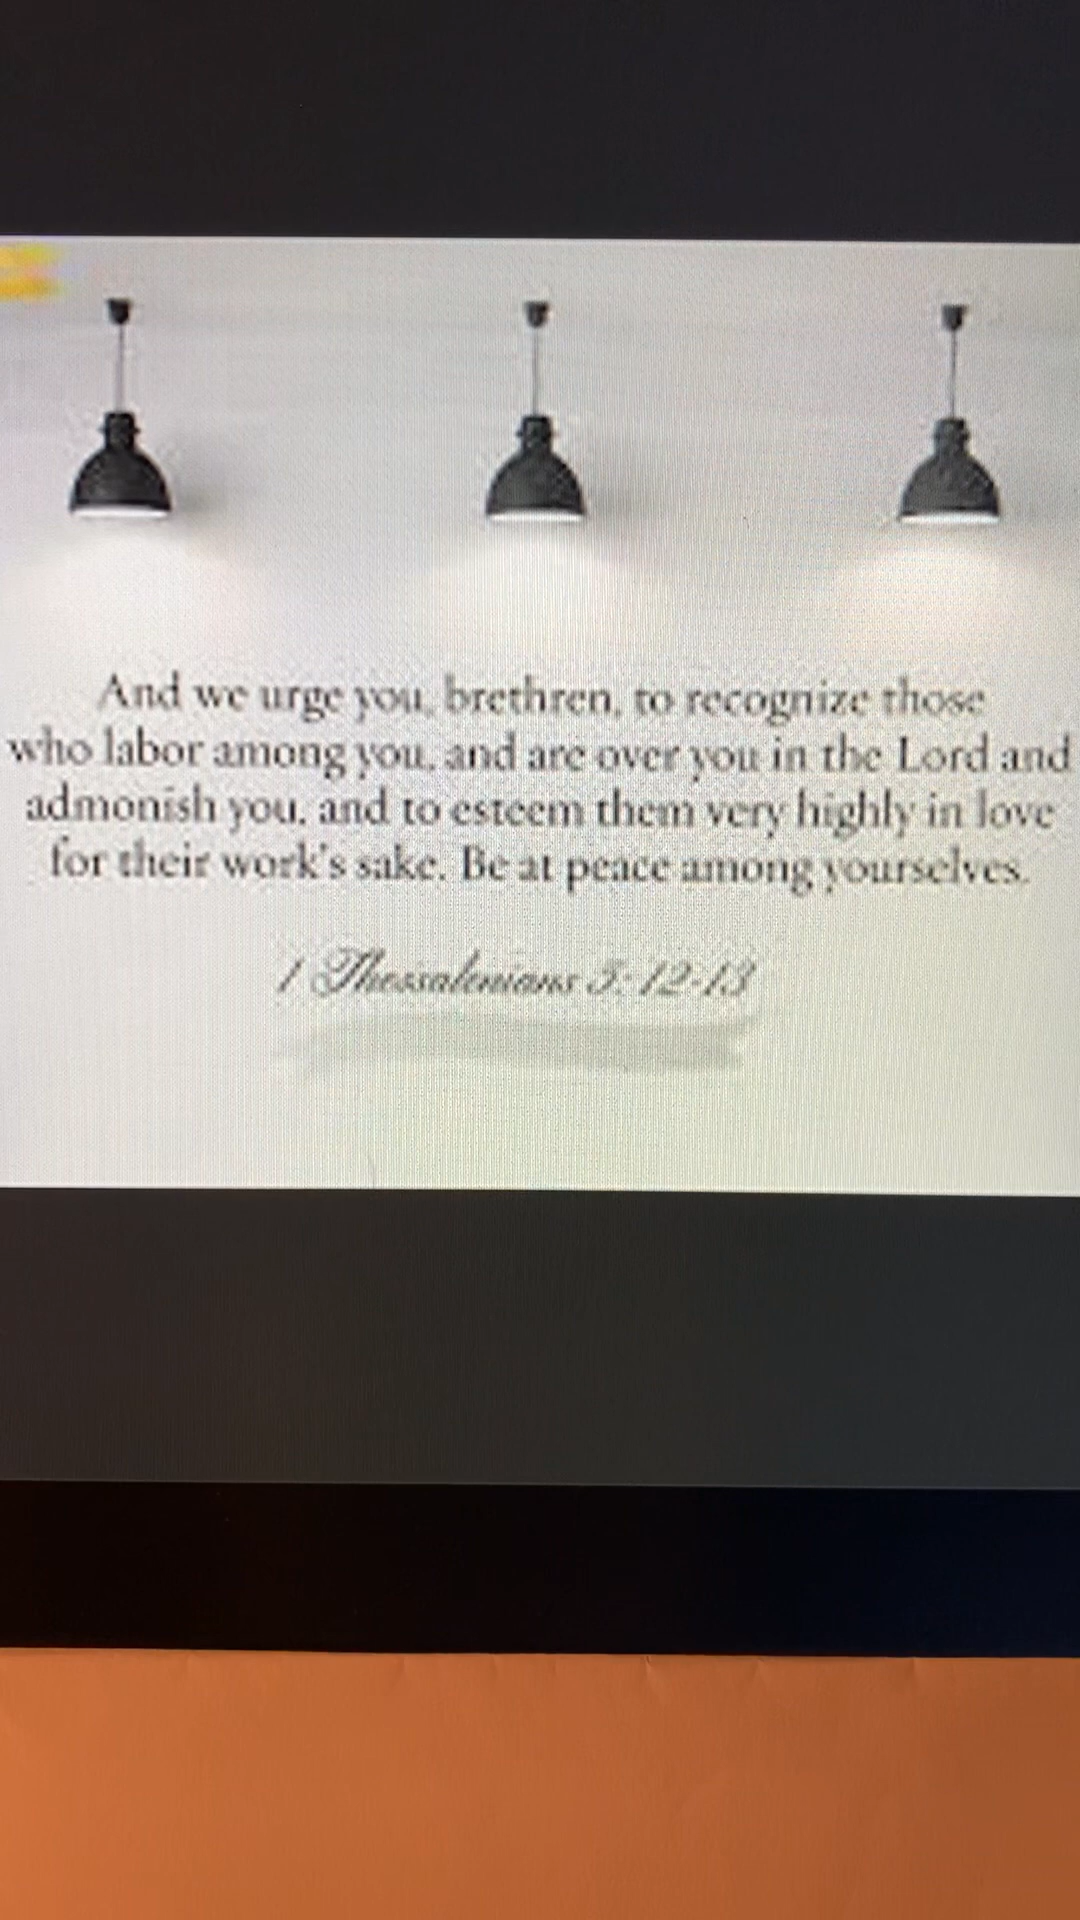 And we urge you, brethren, to recognize those
who labor among you, and are over you in the Lord and
admonish you, and to esteem them very highly in love
for their work's sake. Be at peace among yourselves.
1 Thessalonians 5:12-13